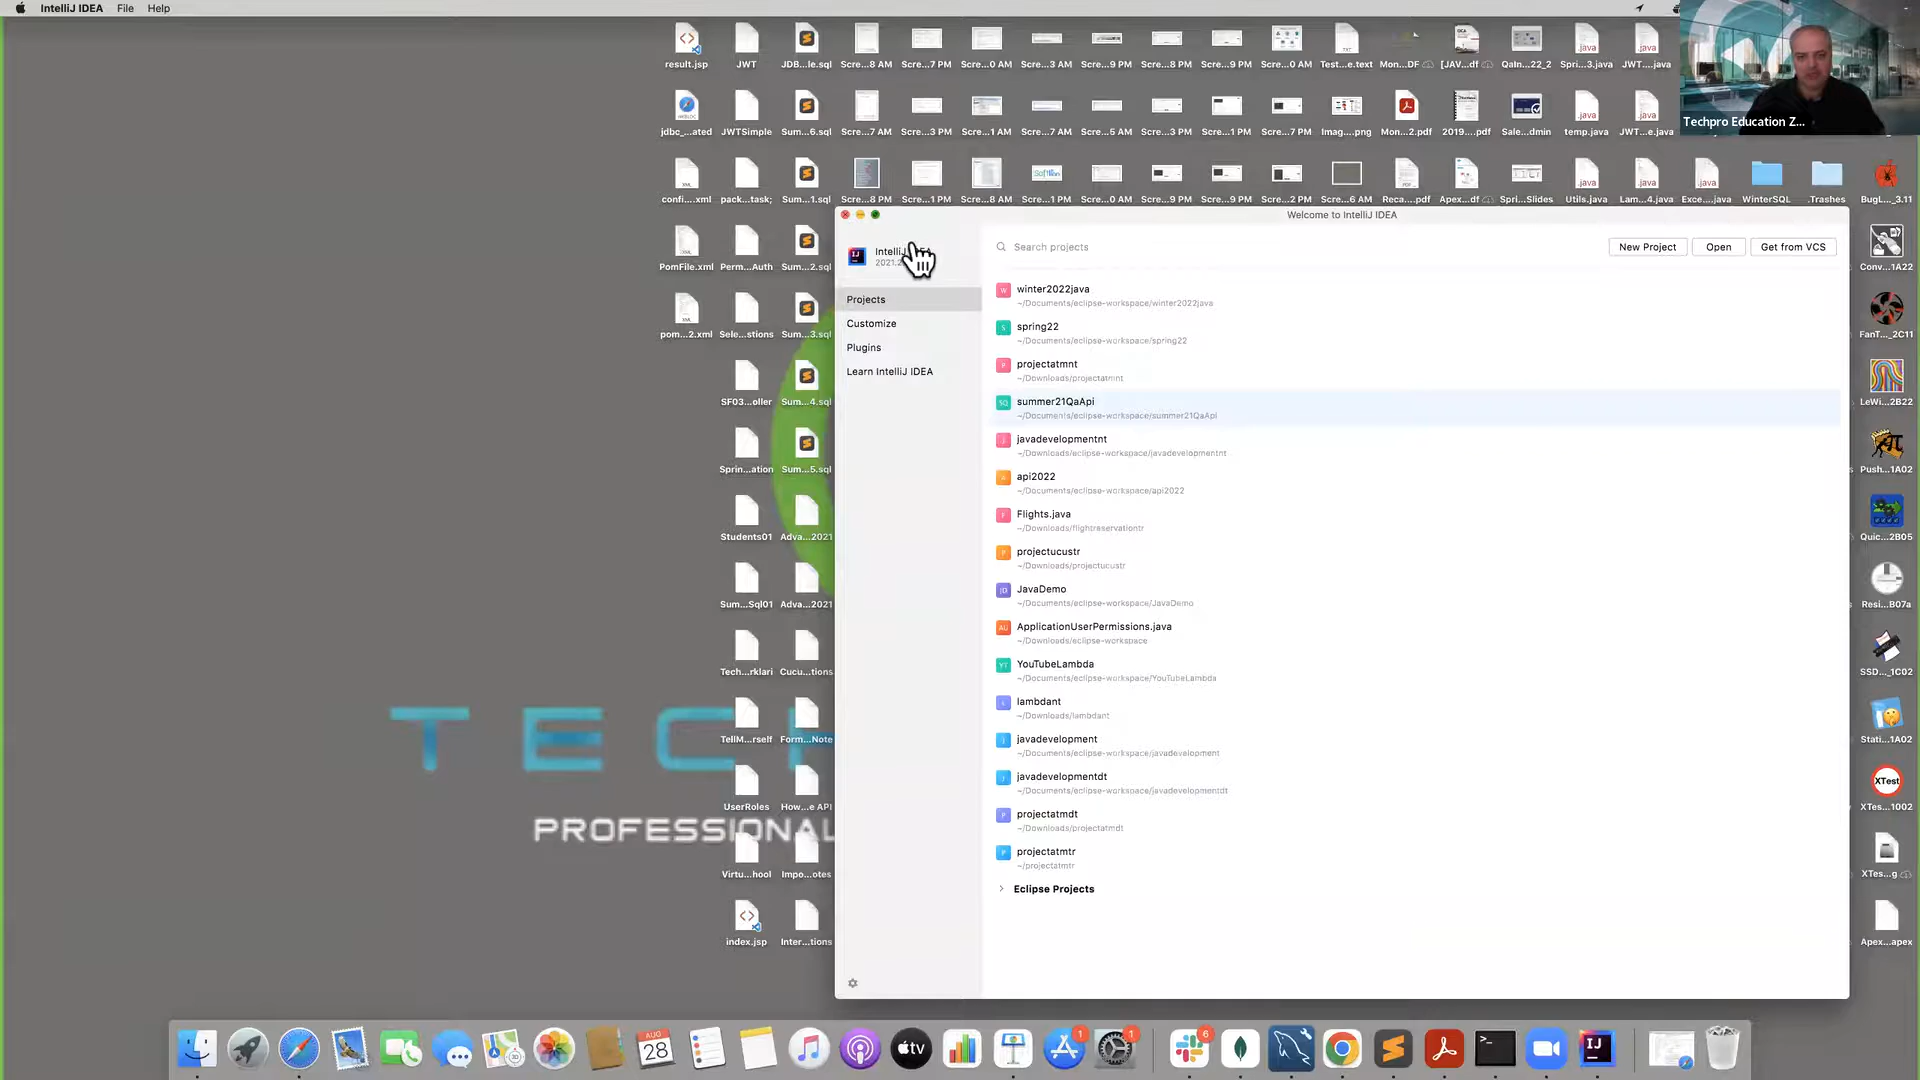 IntelliJ IDEA File Help
result.jsp JWT JDB...le.sql Scre...8 AM Scre...7 PM Scre...0 AM Scre...3 AM Scre...9 PM Scre...8 PM Scre...9 PM Scre...0 AM Test...e.text Mon...DF [JAV...df QaIn...22_2 Spri...3.java JWT....java
jdbc_...ated JWTSimple Sum...6.sql Scre...7 AM Scre...3 PM Scre...1 AM Scre...7 AM Scre...5 AM Scre...3 PM Scre...1 PM Scre...7 PM Imag...png Mon...2.pdf 2019....pdf Sale...dmin temp.java JWT...e.java
Techpro Education Z...
confi...xml pack...task; Sum...1.sql Scre...8 PM Scre...1 PM Scre...8 AM Scre...1 PM Scre...0 AM Scre...9 PM Scre...9 PM Scre...2 PM Scre...6 AM Reca....pdf Apex...df Spri...Slides Utils.java Lam...4.java Exce...java WinterSQL .Trashes BugL..._3.11
Welcome to IntelliJ IDEA
IntelliJ IDEA
Search projects
New Project Open Get from VCS
Projects
Customize
Plugins
Learn IntelliJ IDEA
winter2022java
~/Documents/eclipse-workspace/winter2022java
spring22
~/Documents/eclipse-workspace/spring22
projectatmnt
~/Downloads/projectatmnt
summer21QaApi
~/Documents/eclipse-workspace/summer21QaApi
javadevelopmentnt
~/Downloads/eclipse-workspace/javadevelopmentnt
api2022
~/Documents/eclipse-workspace/api2022
Flights.java
~/Downloads/flightreservationtr
projectucustr
~/Downloads/projectucustr
JavaDemo
~/Documents/eclipse-workspace/JavaDemo
ApplicationUserPermissions.java
~/Downloads/eclipse-workspace
YouTubeLambda
~/Documents/eclipse-workspace/YouTubeLambda
lambdant
~/Downloads/lambdant
javadevelopment
~/Documents/eclipse-workspace/javadevelopment
javadevelopmentdt
~/Documents/eclipse-workspace/javadevelopmentdt
projectatmdt
~/Downloads/projectatmdt
projectatmtr
~/projectatmtr
Eclipse Projects
PomFile.xml Perm...Auth Sum...2.sql
pom...2.xml Sele...stions Sum...3.sql
SF03...oller Sum...4.sql
Sprin...ation Sum...5.sql
Students01 Adva...2021
Sum...Sql01 Adva...2021
Tech...rklari Cucu...tions
TellM...rself Form...Note
UserRoles How...e API
Virtu...hool Impo...otes
index.jsp Inter...tions
TECH
PROFESSIONAL
Conv...1A22
FanT..._2C11
LeWi...2B22
Push...1A02
Quic...2B05
Resi...B07a
SSD..._1C02
Stati...1A02
XTest
XTes...1002
XTes...g
Apex...apex
AUG
28
tv
1
1
6
IJ